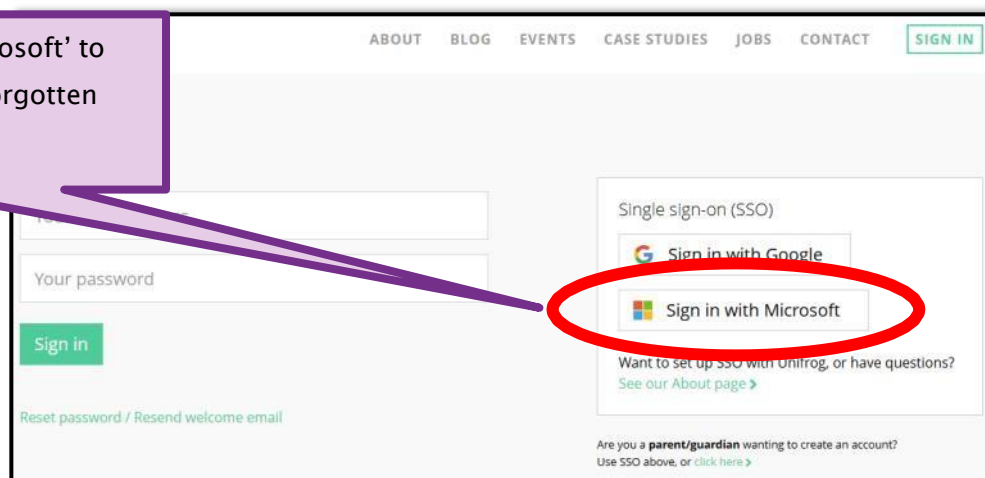 osoft' to
orgotten
ABOUT BLOG EVENTS CASE STUDIES JOBS CONTACT SIGN IN
Your password
Sign in
Reset password / Resend welcome email
Single sign-on (SSO)
Sign in with Google
Sign in with Microsoft
Want to set up SSO with Unifrog, or have questions?
See our About page >
Are you a parent/guardian wanting to create an account?
Use SSO above, or click here >